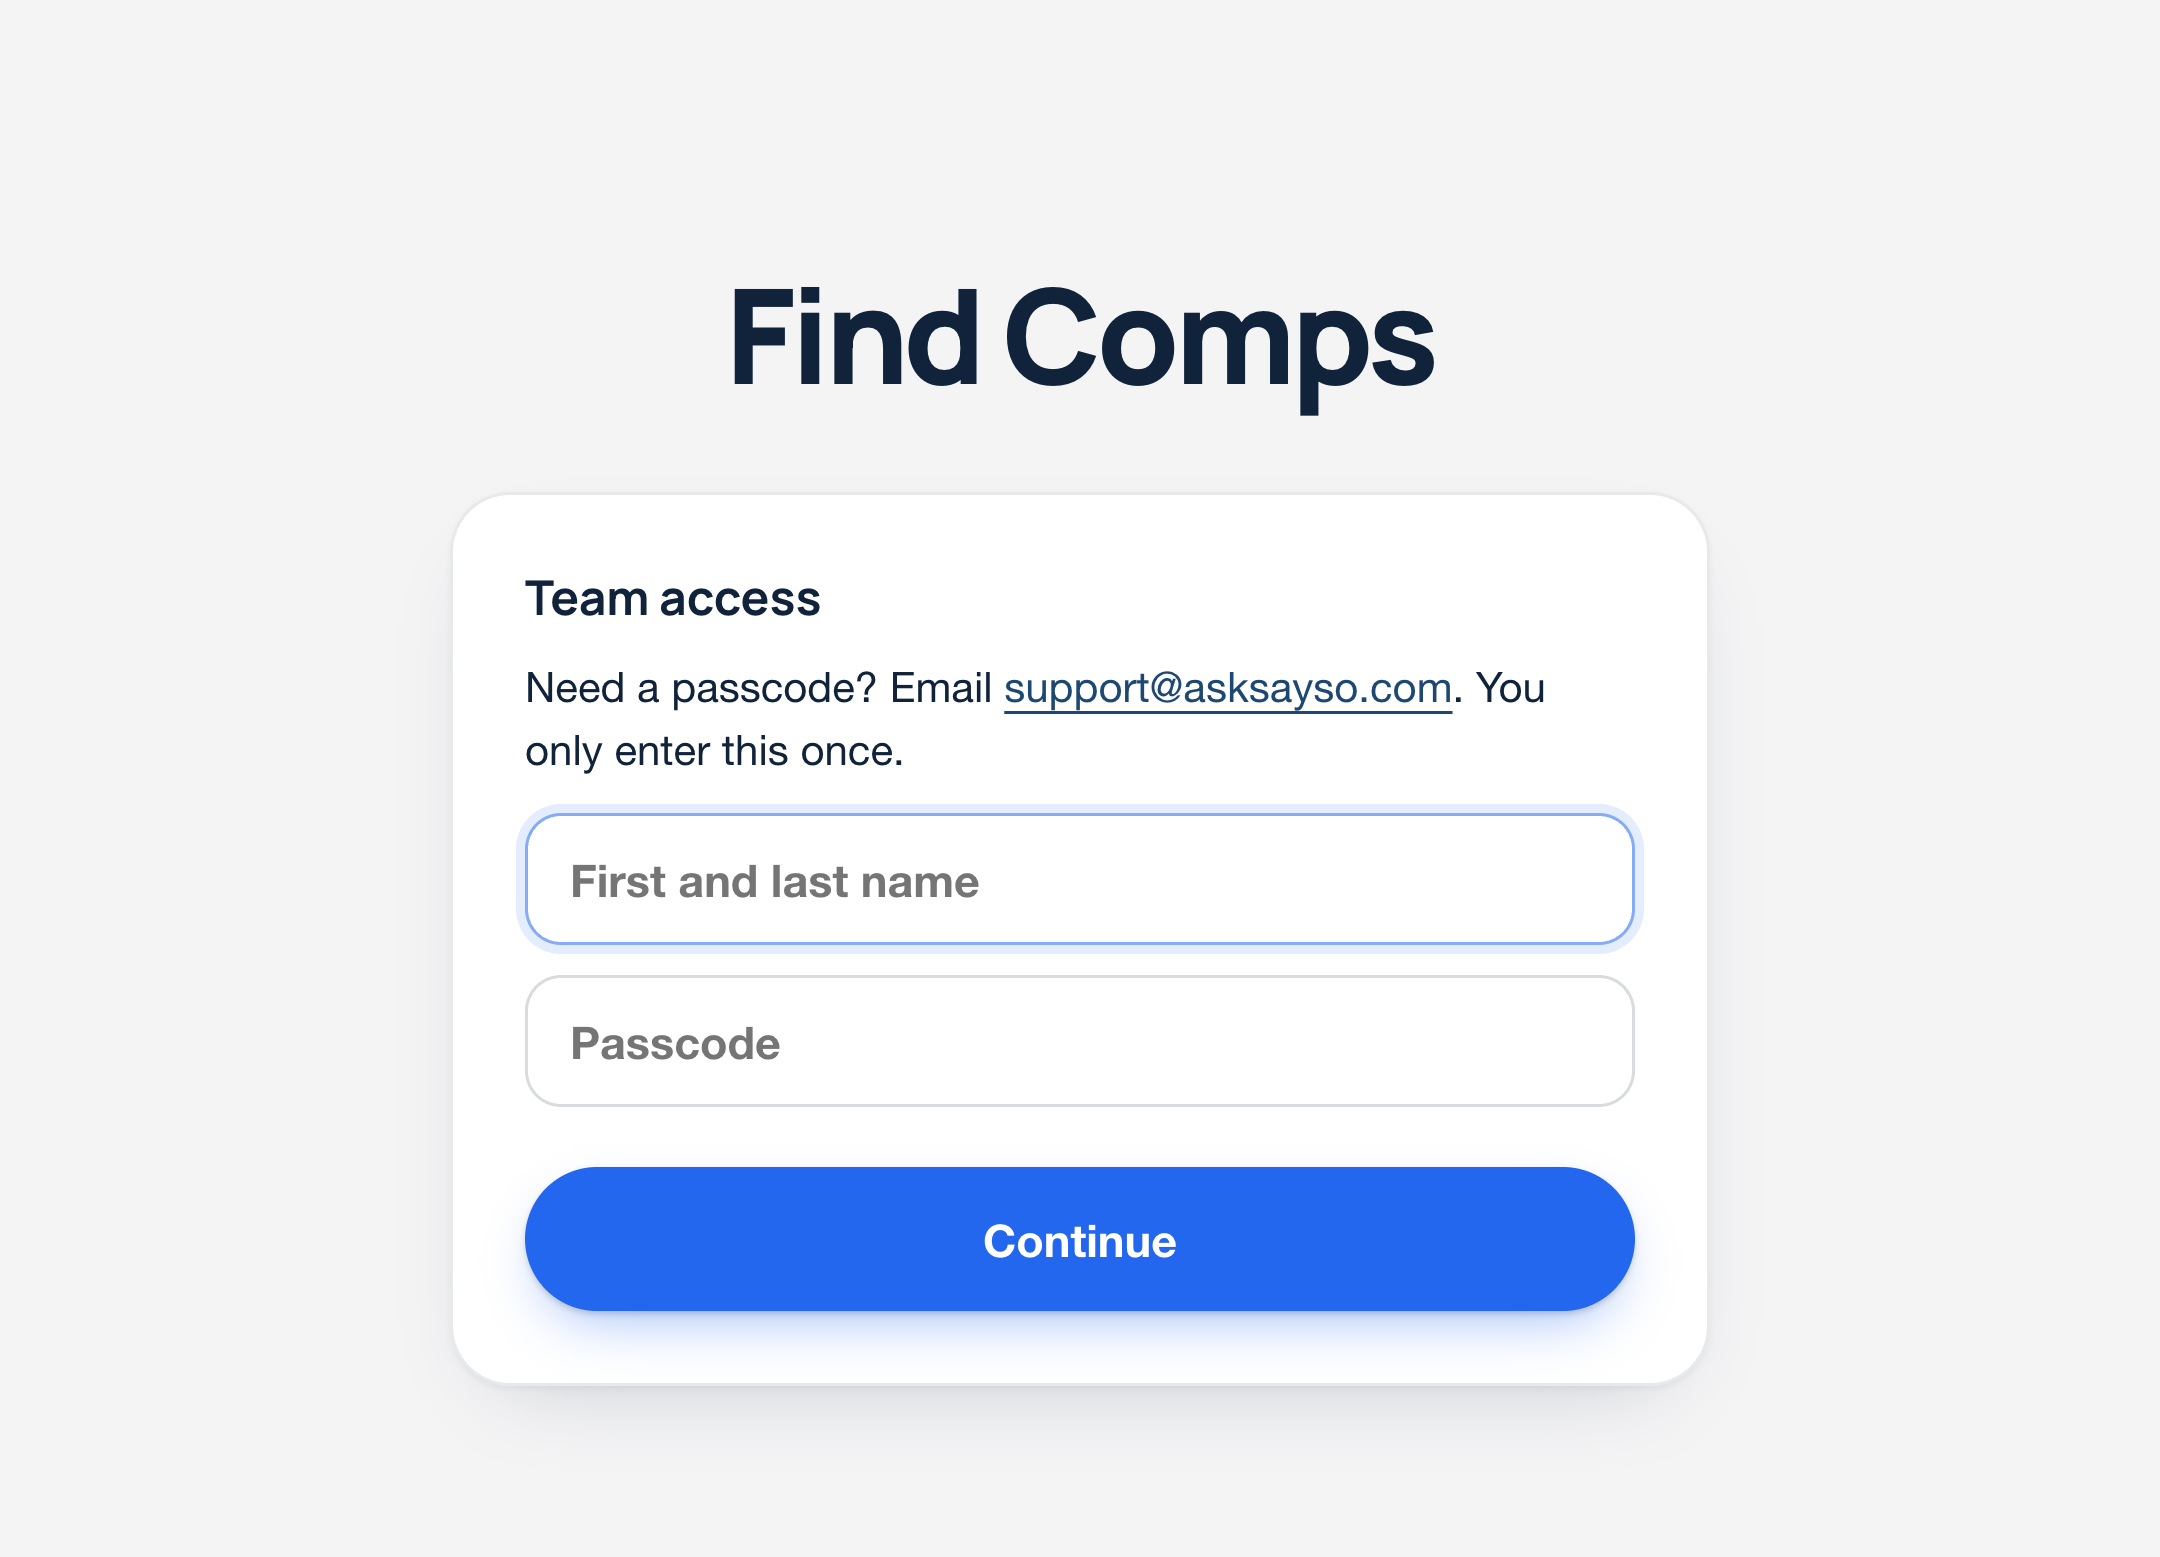 Find Comps
Team access
Need a passcode? Email support@asksayso.com. You
only enter this once.
First and last name
Passcode
Continue